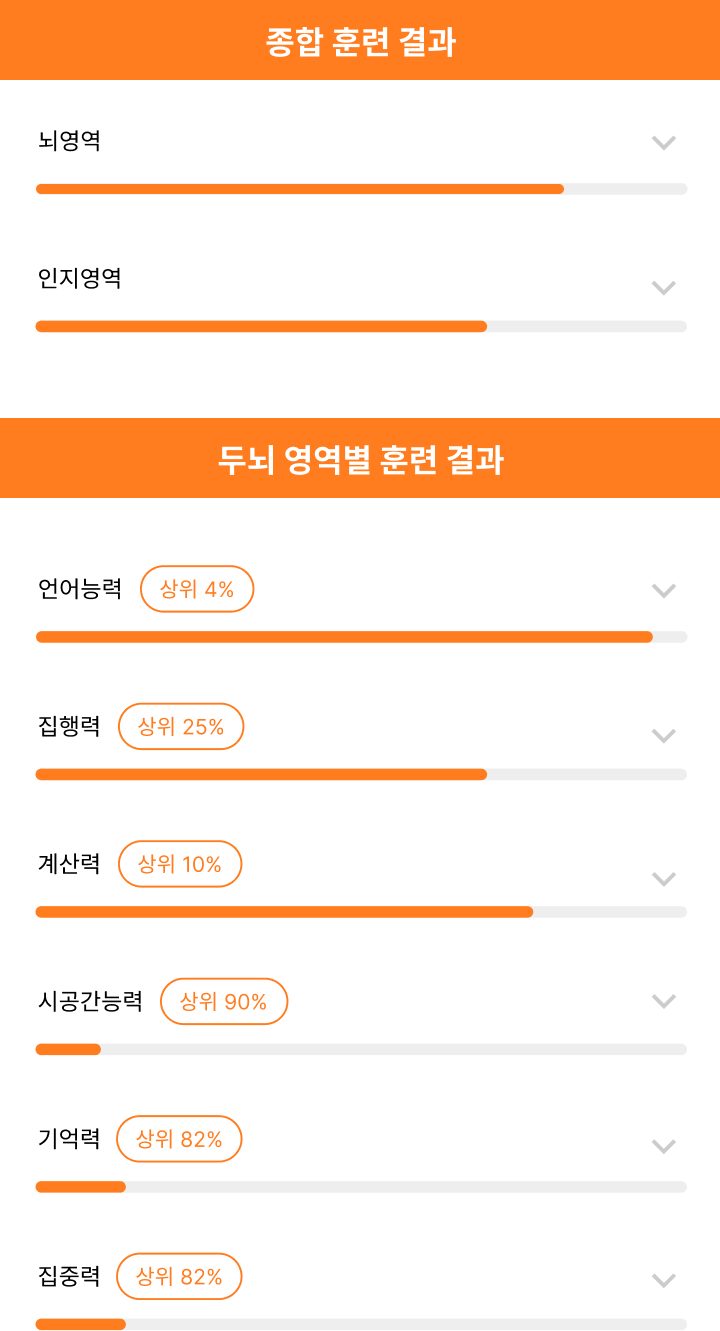 종합 훈련 결과
뇌영역
인지영역
두뇌 영역별 훈련 결과
언어능력 상위 4%
집행력 상위 25%
계산력 상위 10%
시공간능력 상위 90%
기억력 상위 82%
집중력 상위 82%